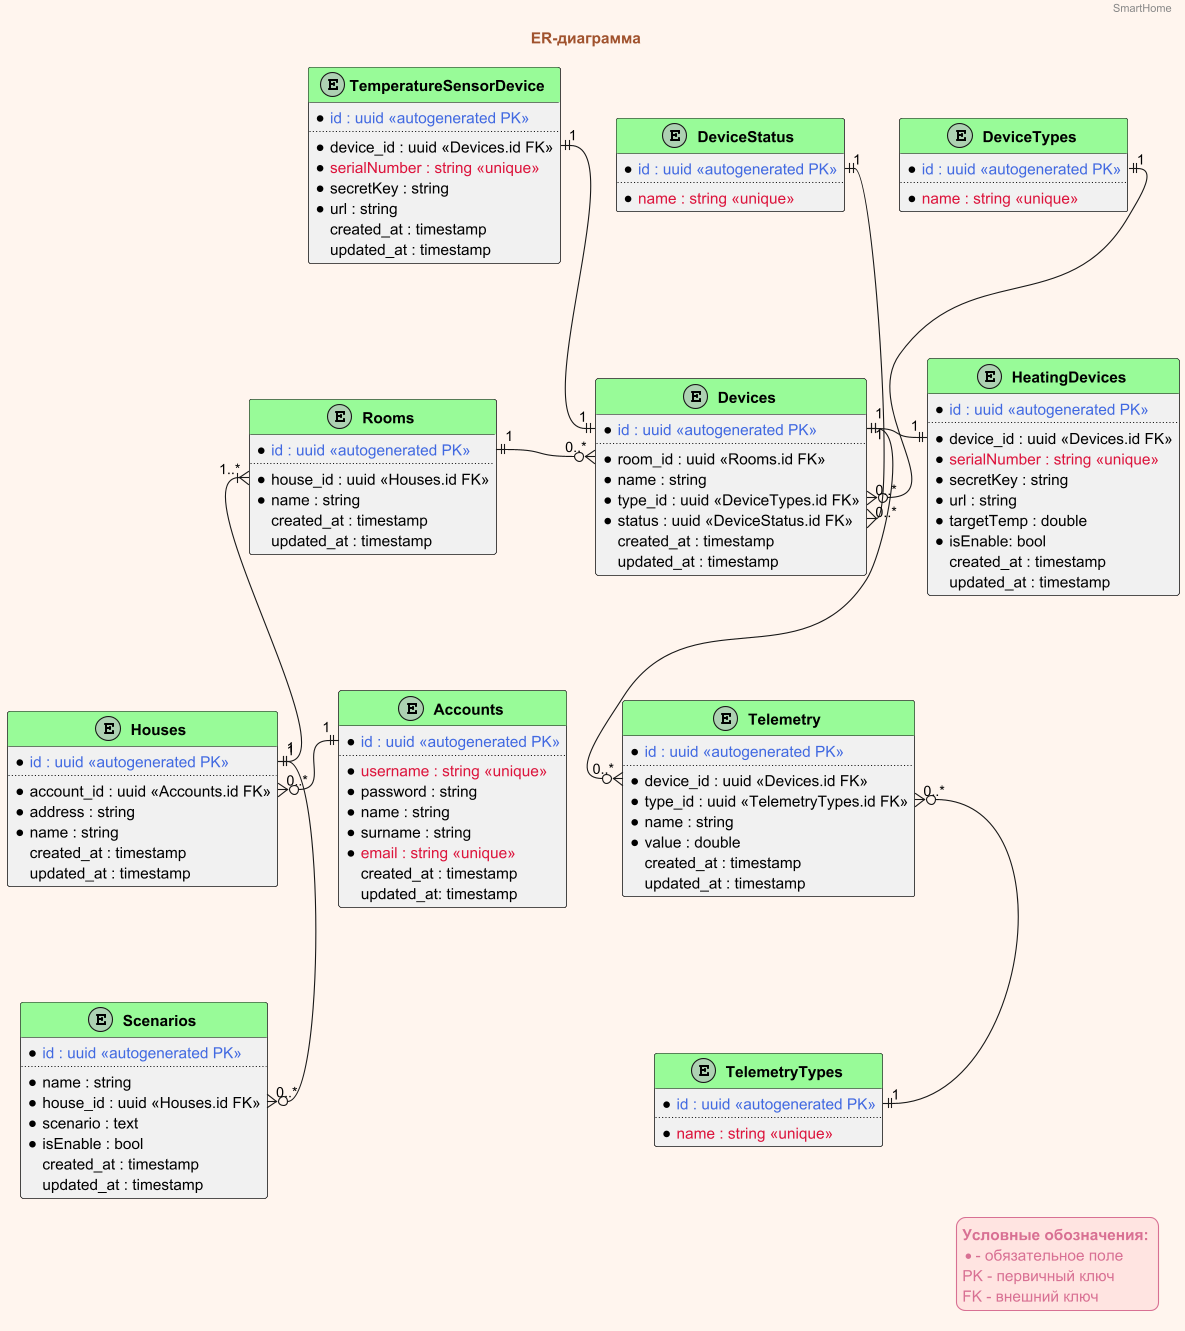 SmartHome
ER-диаграмма
E TemperatureSensorDevice
id : uuid «autogenerated PK»
device_id : uuid «Devices.id FK»
serialNumber : string «unique»
secretKey : string
url : string
created_at : timestamp
updated_at : timestamp
1
E DeviceStatus
id : uuid «autogenerated PK»
name : string «unique»
1
E DeviceTypes
id : uuid «autogenerated PK»
name : string «unique»
1
E Rooms
id : uuid «autogenerated PK»
house_id : uuid «Houses.id FK»
name : string
created_at : timestamp
updated_at : timestamp
1
1..*
E Devices
id : uuid «autogenerated PK»
room_id : uuid «Rooms.id FK»
name : string
type_id : uuid «DeviceTypes.id FK»
status : uuid «DeviceStatus.id FK»
created_at : timestamp
updated_at : timestamp
1
0..*
1
1
0..*
0..*
E HeatingDevices
id : uuid «autogenerated PK»
device_id : uuid «Devices.id FK»
serialNumber : string «unique»
secretKey : string
url : string
targetTemp : double
isEnable: bool
created_at : timestamp
updated_at : timestamp
1
E Houses
id : uuid «autogenerated PK»
account_id : uuid «Accounts.id FK»
address : string
name : string
created_at : timestamp
updated_at : timestamp
1
1
0..*
E Accounts
id : uuid «autogenerated PK»
username : string «unique»
password : string
name : string
surname : string
email : string «unique»
created_at : timestamp
updated_at: timestamp
1
E Telemetry
id : uuid «autogenerated PK»
device_id : uuid «Devices.id FK»
type_id : uuid «TelemetryTypes.id FK»
name : string
value : double
created_at : timestamp
updated_at : timestamp
0..*
0..*
E Scenarios
id : uuid «autogenerated PK»
name : string
house_id : uuid «Houses.id FK»
scenario : text
isEnable : bool
created_at : timestamp
updated_at : timestamp
0..*
E TelemetryTypes
id : uuid «autogenerated PK»
name : string «unique»
1
Условные обозначения:
• - обязательное поле
PK - первичный ключ
FK - внешний ключ